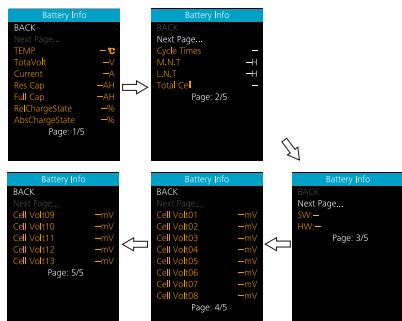 Battery Info
BACK
Next Page...
TEMP –℃
TotaVolt –V
Current –A
Res Cap –AH
Full Cap –AH
RelChargeState –%
AbsChargeState –%
Page: 1/5
Battery Info
BACK
Next Page...
Cycle Times –
M.N.T –H
L.N.T –H
Total Cell –
Page: 2/5
Battery Info
BACK
Next Page...
SW:–
HW:–
Page: 3/5
Battery Info
BACK
Next Page...
Cell Volt01 –mV
Cell Volt02 –mV
Cell Volt03 –mV
Cell Volt04 –mV
Cell Volt05 –mV
Cell Volt06 –mV
Cell Volt07 –mV
Cell Volt08 –mV
Page: 4/5
Battery Info
BACK
Next Page...
Cell Volt09 –mV
Cell Volt10 –mV
Cell Volt11 –mV
Cell Volt12 –mV
Cell Volt13 –mV
Page: 5/5